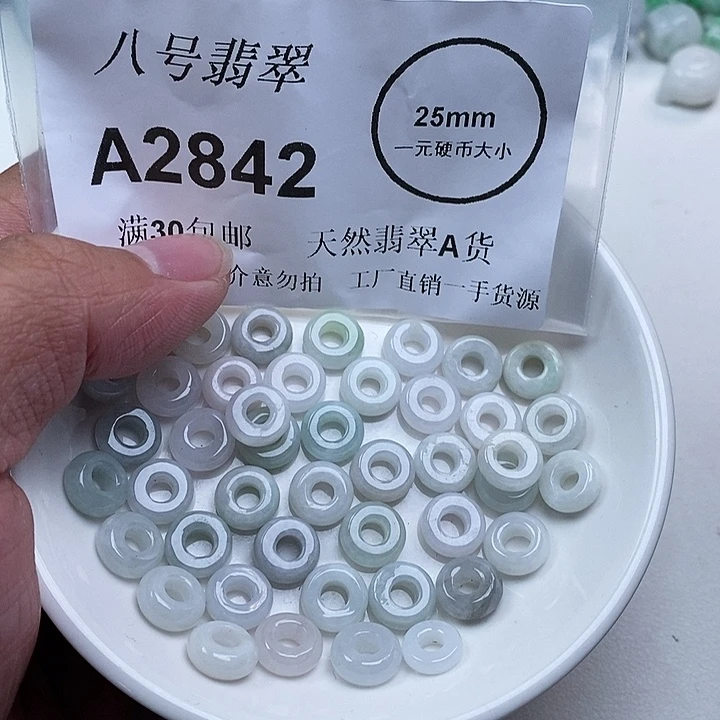 八号翡翠
A2842
25mm
一元硬币大小
满30包邮 天然翡翠A货
介意勿拍 工厂直销一手货源